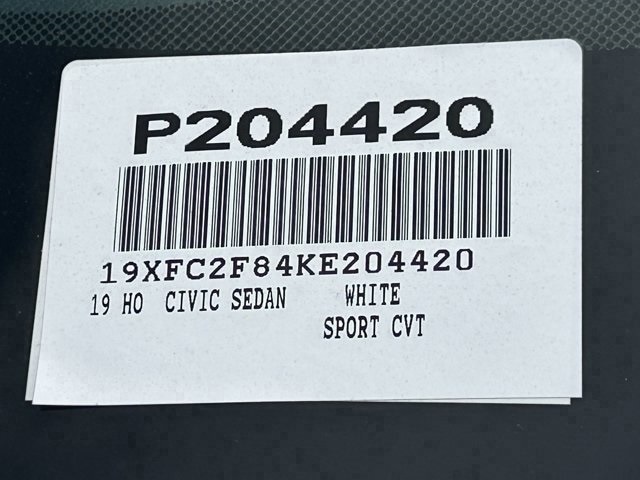 P204420
19XFC2F84KE204420
19 HO CIVIC SEDAN WHITE
SPORT CVT